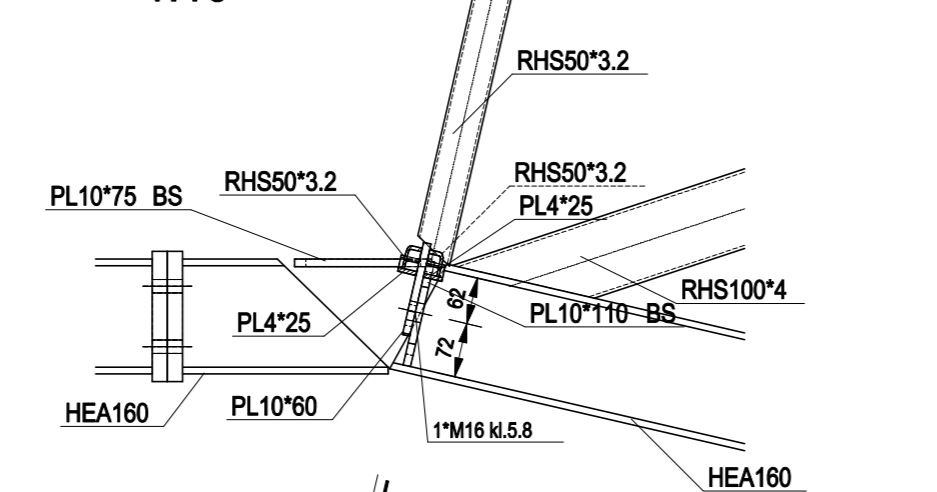 RHS50*3.2
RHS50*3.2
RHS50*3.2
PL10*75 BS
PL4*25
RHS100*4
62
PL10*110 BS
PL4*25
72
PL10*60
HEA160
1*M16 kl.5.8
HEA160